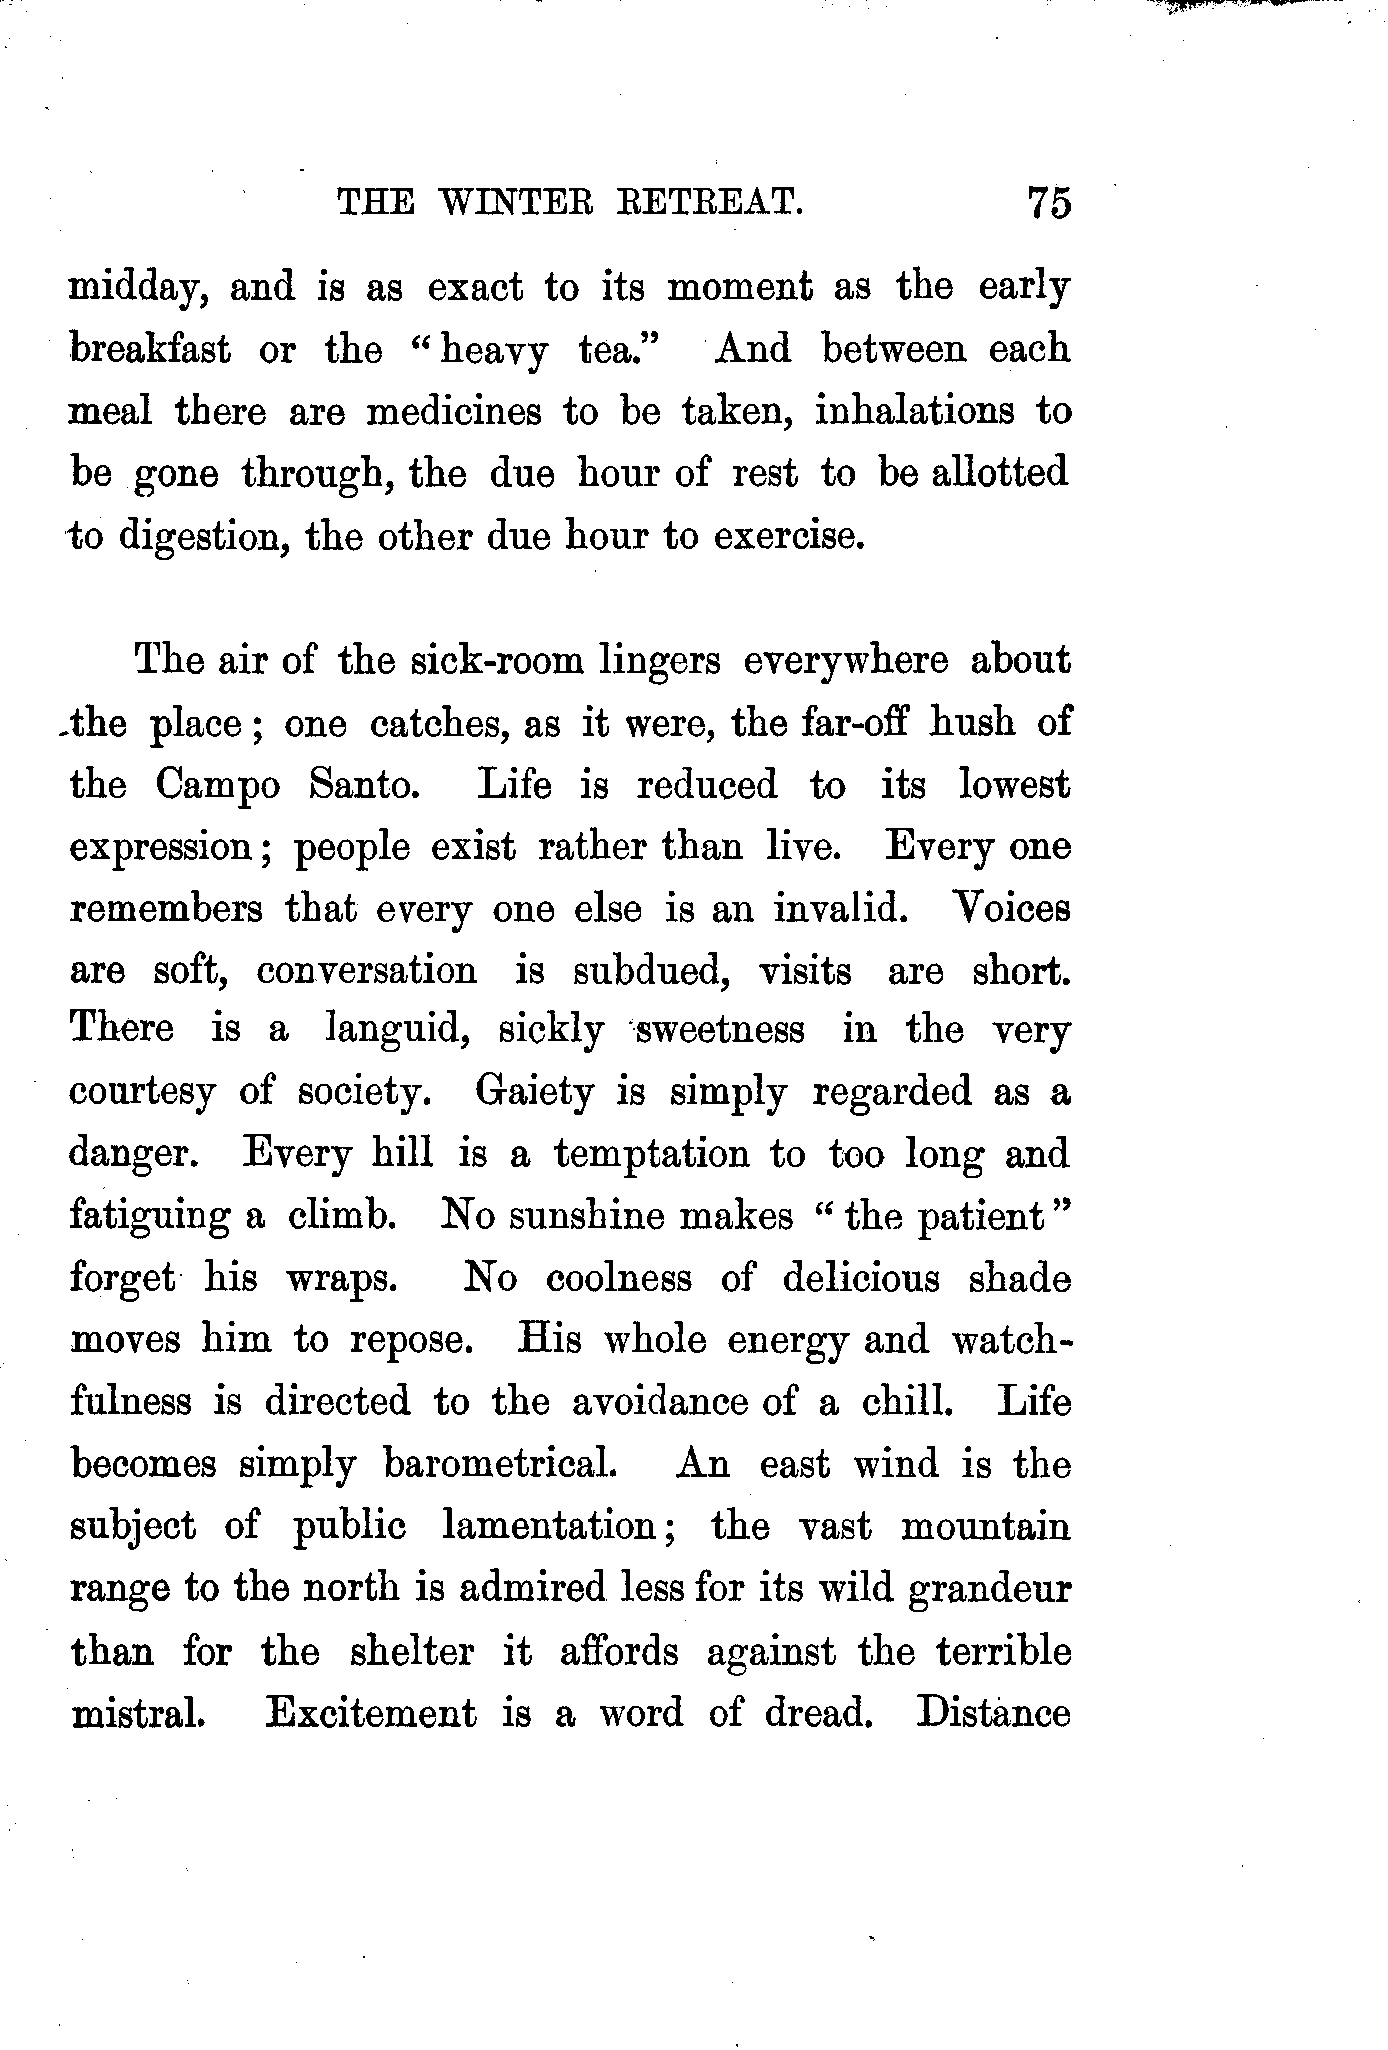 THE WINTER RETREAT. 75
midday, and is as exact to its moment as the early
breakfast or the “heavy tea.” And between each
meal there are medicines to be taken, inhalations to
be gone through, the due hour of rest to be allotted
to digestion, the other due hour to exercise.
The air of the sick-room lingers everywhere about
the place; one catches, as it were, the far-off hush of
the Campo Santo. Life is reduced to its lowest
expression; people exist rather than live. Every one
remembers that every one else is an invalid. Voices
are soft, conversation is subdued, visits are short.
There is a languid, sickly sweetness in the very
courtesy of society. Gaiety is simply regarded as a
danger. Every hill is a temptation to too long and
fatiguing a climb. No sunshine makes “the patient”
forget his wraps. No coolness of delicious shade
moves him to repose. His whole energy and watch-
fulness is directed to the avoidance of a chill. Life
becomes simply barometrical. An east wind is the
subject of public lamentation; the vast mountain
range to the north is admired less for its wild grandeur
than for the shelter it affords against the terrible
mistral. Excitement is a word of dread. Distance